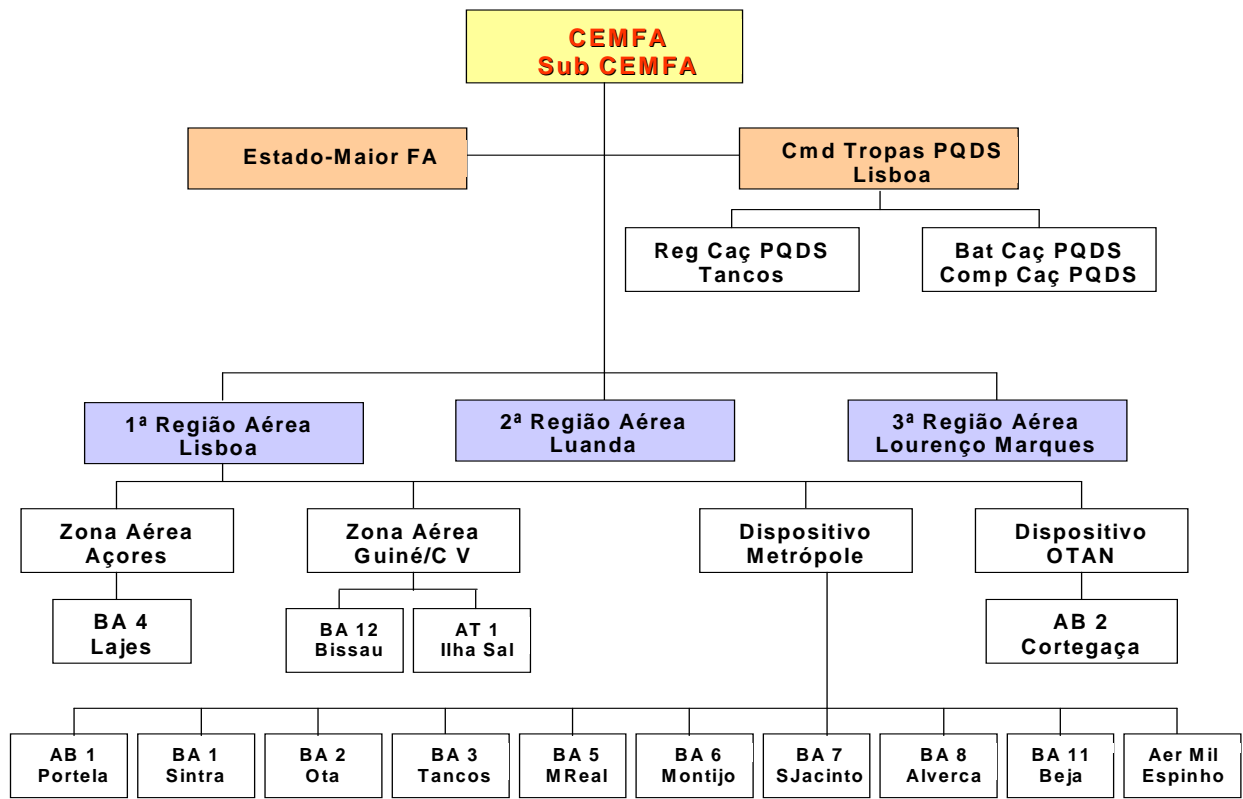 CEMFA
Sub CEMFA
Estado-Maior FA
Cmd Tropas PQDS
Lisboa
Reg Caç PQDS
Tancos
Bat Caç PQDS
Comp Caç PQDS
1ª Região Aérea
Lisboa
2ª Região Aérea
Luanda
3ª Região Aérea
Lourenço Marques
Zona Aérea
Açores
Zona Aérea
Guiné/C V
Dispositivo
Metrópole
Dispositivo
OTAN
BA 4
Lajes
BA 12
Bissau
AT 1
Ilha Sal
AB 2
Cortegaça
AB 1
Portela
BA 1
Sintra
BA 2
Ota
BA 3
Tancos
BA 5
MReal
BA 6
Montijo
BA 7
SJacinto
BA 8
Alverca
BA 11
Beja
Aer Mil
Espinho